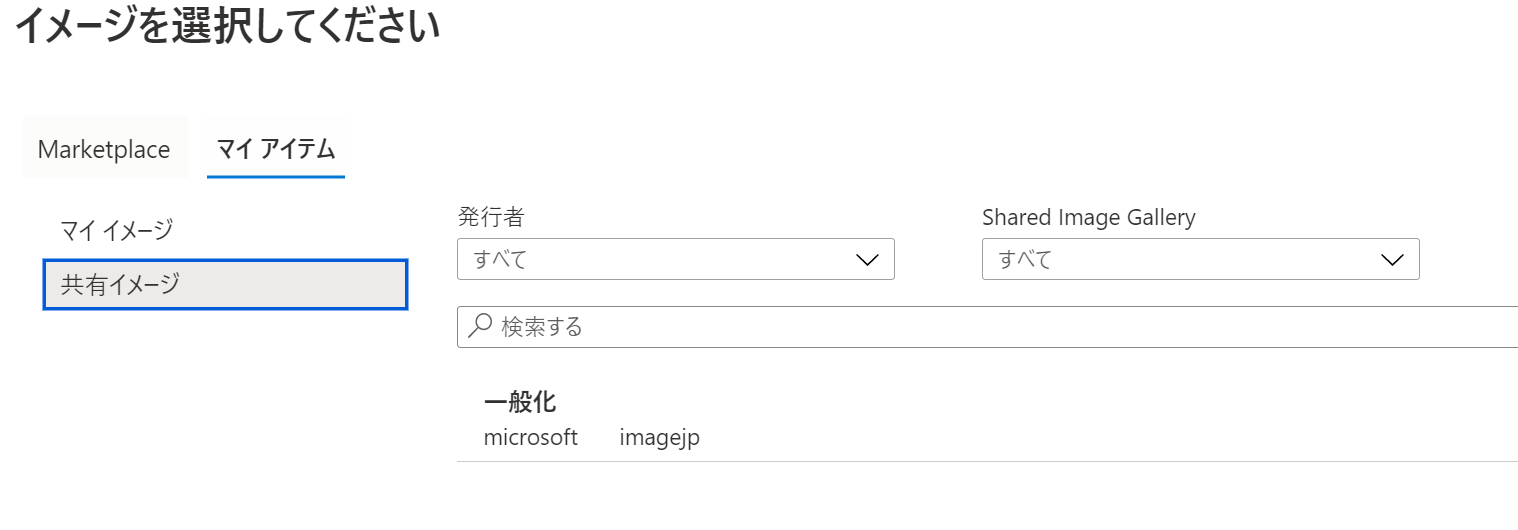 イメージを選択してください
Marketplace マイ アイテム
マイ イメージ
共有イメージ
発行者 Shared Image Gallery
すべて すべて
検索する
一般化
microsoft imagejp